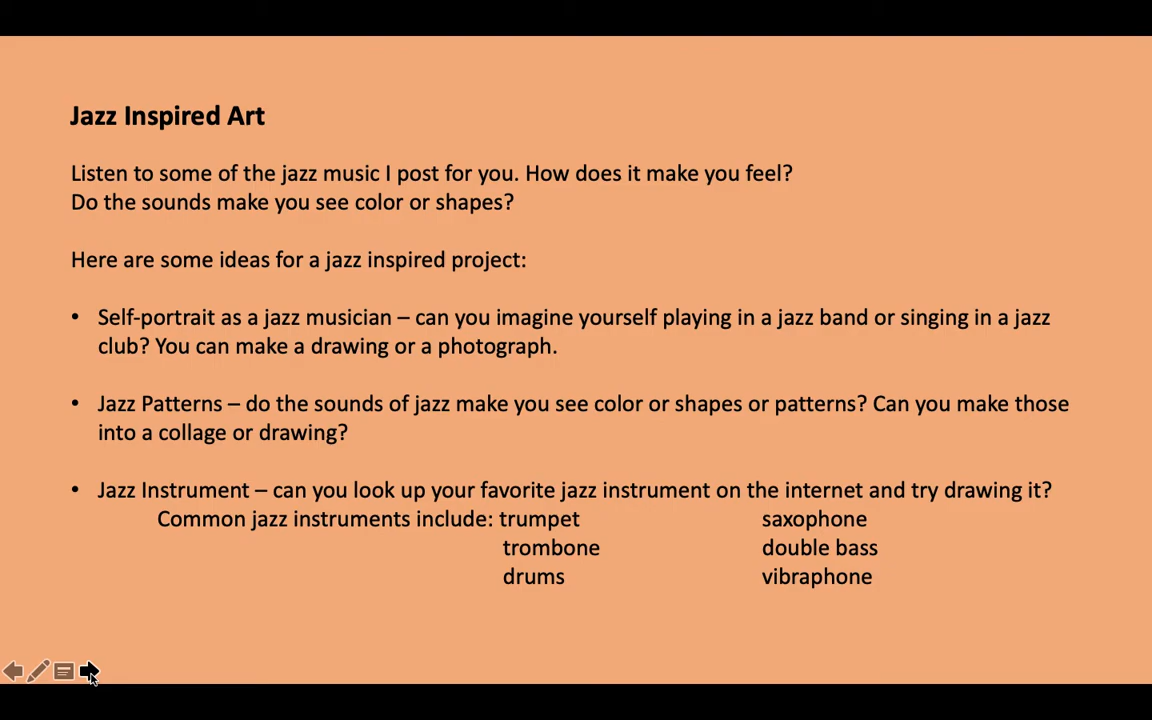 Jazz Inspired Art
Listen to some of the jazz music I post for you. How does it make you feel?
Do the sounds make you see color or shapes?
Here are some ideas for a jazz inspired project:
• Self-portrait as a jazz musician – can you imagine yourself playing in a jazz band or singing in a jazz
club? You can make a drawing or a photograph.
• Jazz Patterns – do the sounds of jazz make you see color or shapes or patterns? Can you make those
into a collage or drawing?
• Jazz Instrument – can you look up your favorite jazz instrument on the internet and try drawing it?
Common jazz instruments include: trumpet saxophone
trombone double bass
drums vibraphone